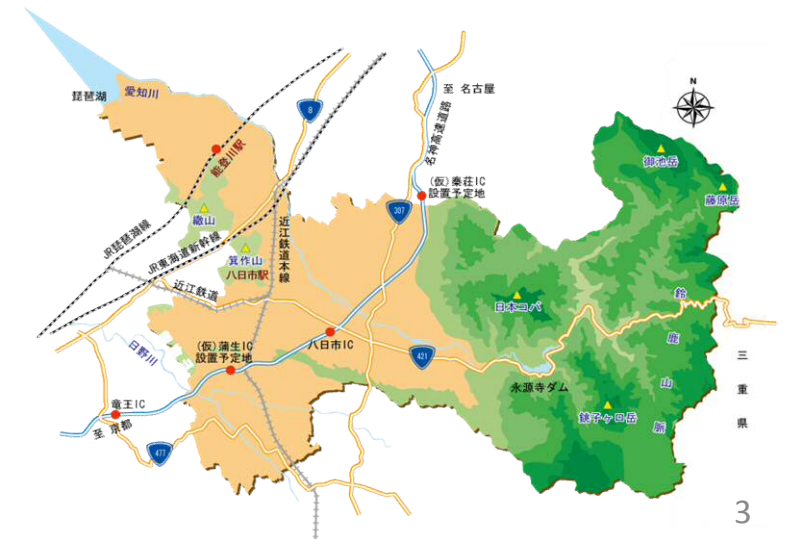 琵琶湖
愛知川
8
至 名古屋
名神高速道路
N
御池岳
藤原岳
能登川駅
(仮)秦荘IC
設置予定地
307
繖山
JR琵琶湖線
JR東海道新幹線
近江鉄道本線
箕作山
八日市駅
近江鉄道
日本コバ
鈴鹿山脈
日野川
(仮)蒲生IC
設置予定地
八日市IC
421
永源寺ダム
三重県
銚子ヶ口岳
竜王IC
至 京都
477
3